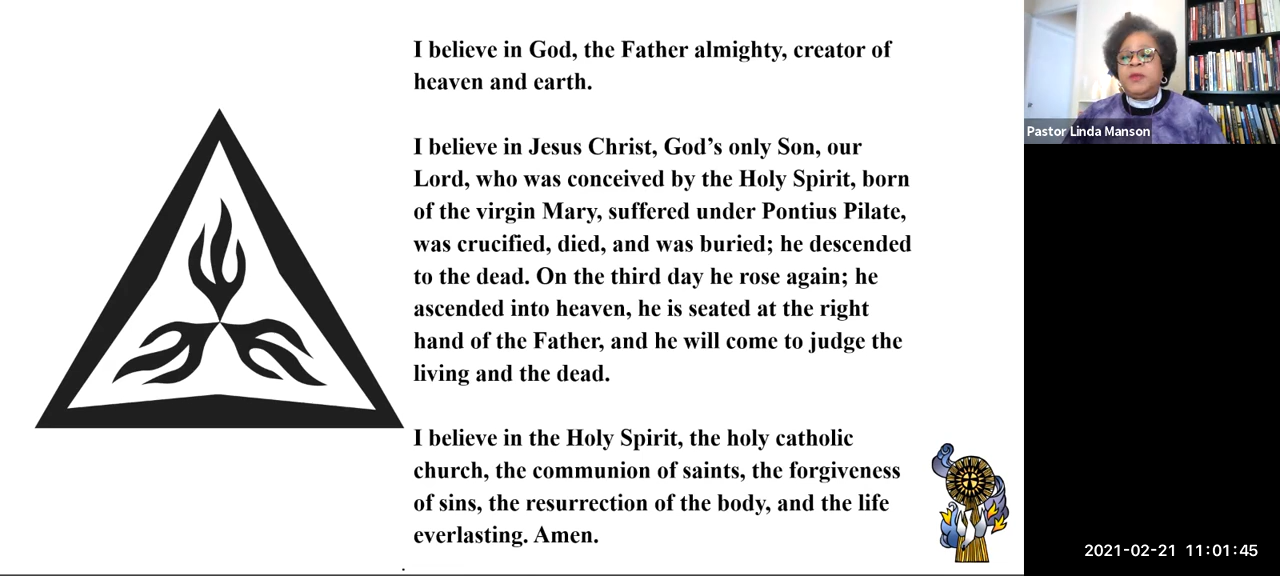 I believe in God, the Father almighty, creator of
heaven and earth.
I believe in Jesus Christ, God’s only Son, our
Lord, who was conceived by the Holy Spirit, born
of the virgin Mary, suffered under Pontius Pilate,
was crucified, died, and was buried; he descended
to the dead. On the third day he rose again; he
ascended into heaven, he is seated at the right
hand of the Father, and he will come to judge the
living and the dead.
I believe in the Holy Spirit, the holy catholic
church, the communion of saints, the forgiveness
of sins, the resurrection of the body, and the life
everlasting. Amen.
.
Pastor Linda Manson
2021-02-21 11:01:45